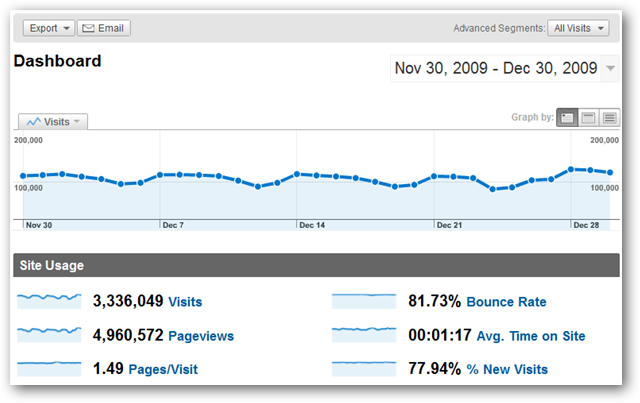 Export Email Advanced Segments: All Visits
Dashboard
Nov 30, 2009 - Dec 30, 2009
Visits Graph by:
200,000 200,000
100,000 100,000
Nov 30 Dec 7 Dec 14 Dec 21 Dec 28
Site Usage
3,336,049 Visits 81.73% Bounce Rate
4,960,572 Pageviews 00:01:17 Avg. Time on Site
1.49 Pages/Visit 77.94% % New Visits